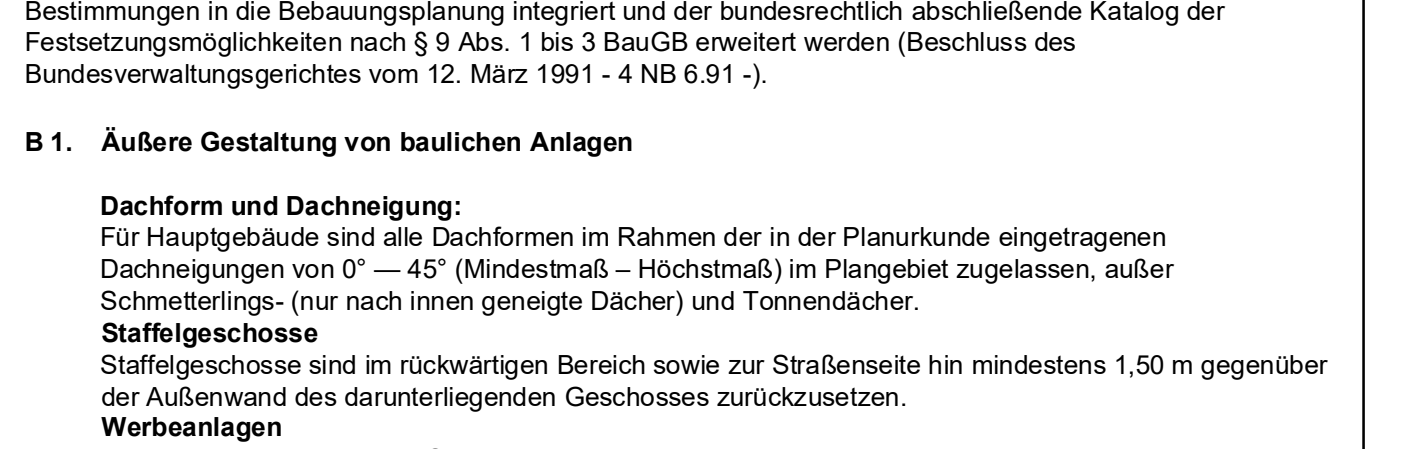 Bestimmungen in die Bebauungsplanung integriert und der bundesrechtlich abschließende Katalog der
Festsetzungsmöglichkeiten nach § 9 Abs. 1 bis 3 BauGB erweitert werden (Beschluss des
Bundesverwaltungsgerichtes vom 12. März 1991 - 4 NB 6.91 -).
B 1. Äußere Gestaltung von baulichen Anlagen
Dachform und Dachneigung:
Für Hauptgebäude sind alle Dachformen im Rahmen der in der Planurkunde eingetragenen
Dachneigungen von 0° — 45° (Mindestmaß – Höchstmaß) im Plangebiet zugelassen, außer
Schmetterlings- (nur nach innen geneigte Dächer) und Tonnendächer.
Staffelgeschosse
Staffelgeschosse sind im rückwärtigen Bereich sowie zur Straßenseite hin mindestens 1,50 m gegenüber
der Außenwand des darunterliegenden Geschosses zurückzusetzen.
Werbeanlagen